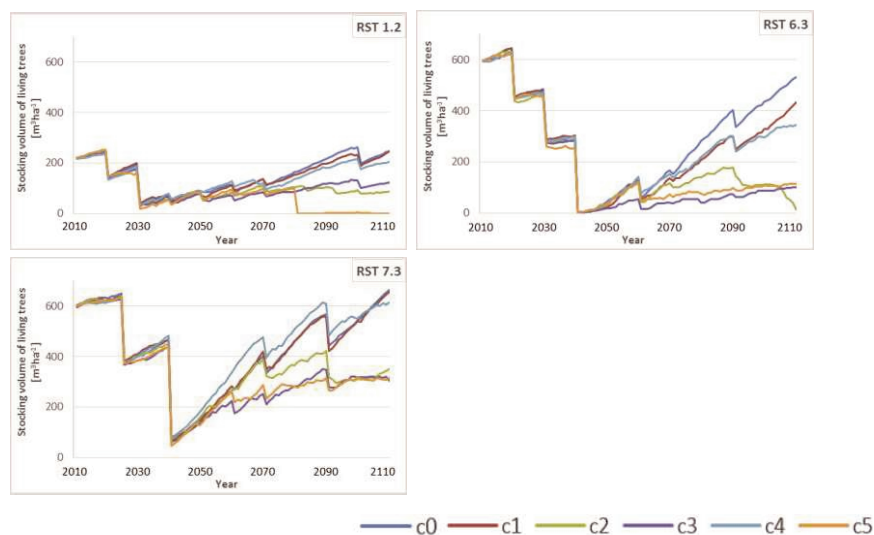 RST 1.2
Stocking volume of living trees
[m³ha⁻¹]
600
400
200
0
2010 2030 2050 2070 2090 2110
Year
RST 6.3
Stocking volume of living trees
[m³ha⁻¹]
600
400
200
0
2010 2030 2050 2070 2090 2110
Year
RST 7.3
Stocking volume of living trees
[m³ha⁻¹]
600
400
200
0
2010 2030 2050 2070 2090 2110
Year
c0 c1 c2 c3 c4 c5